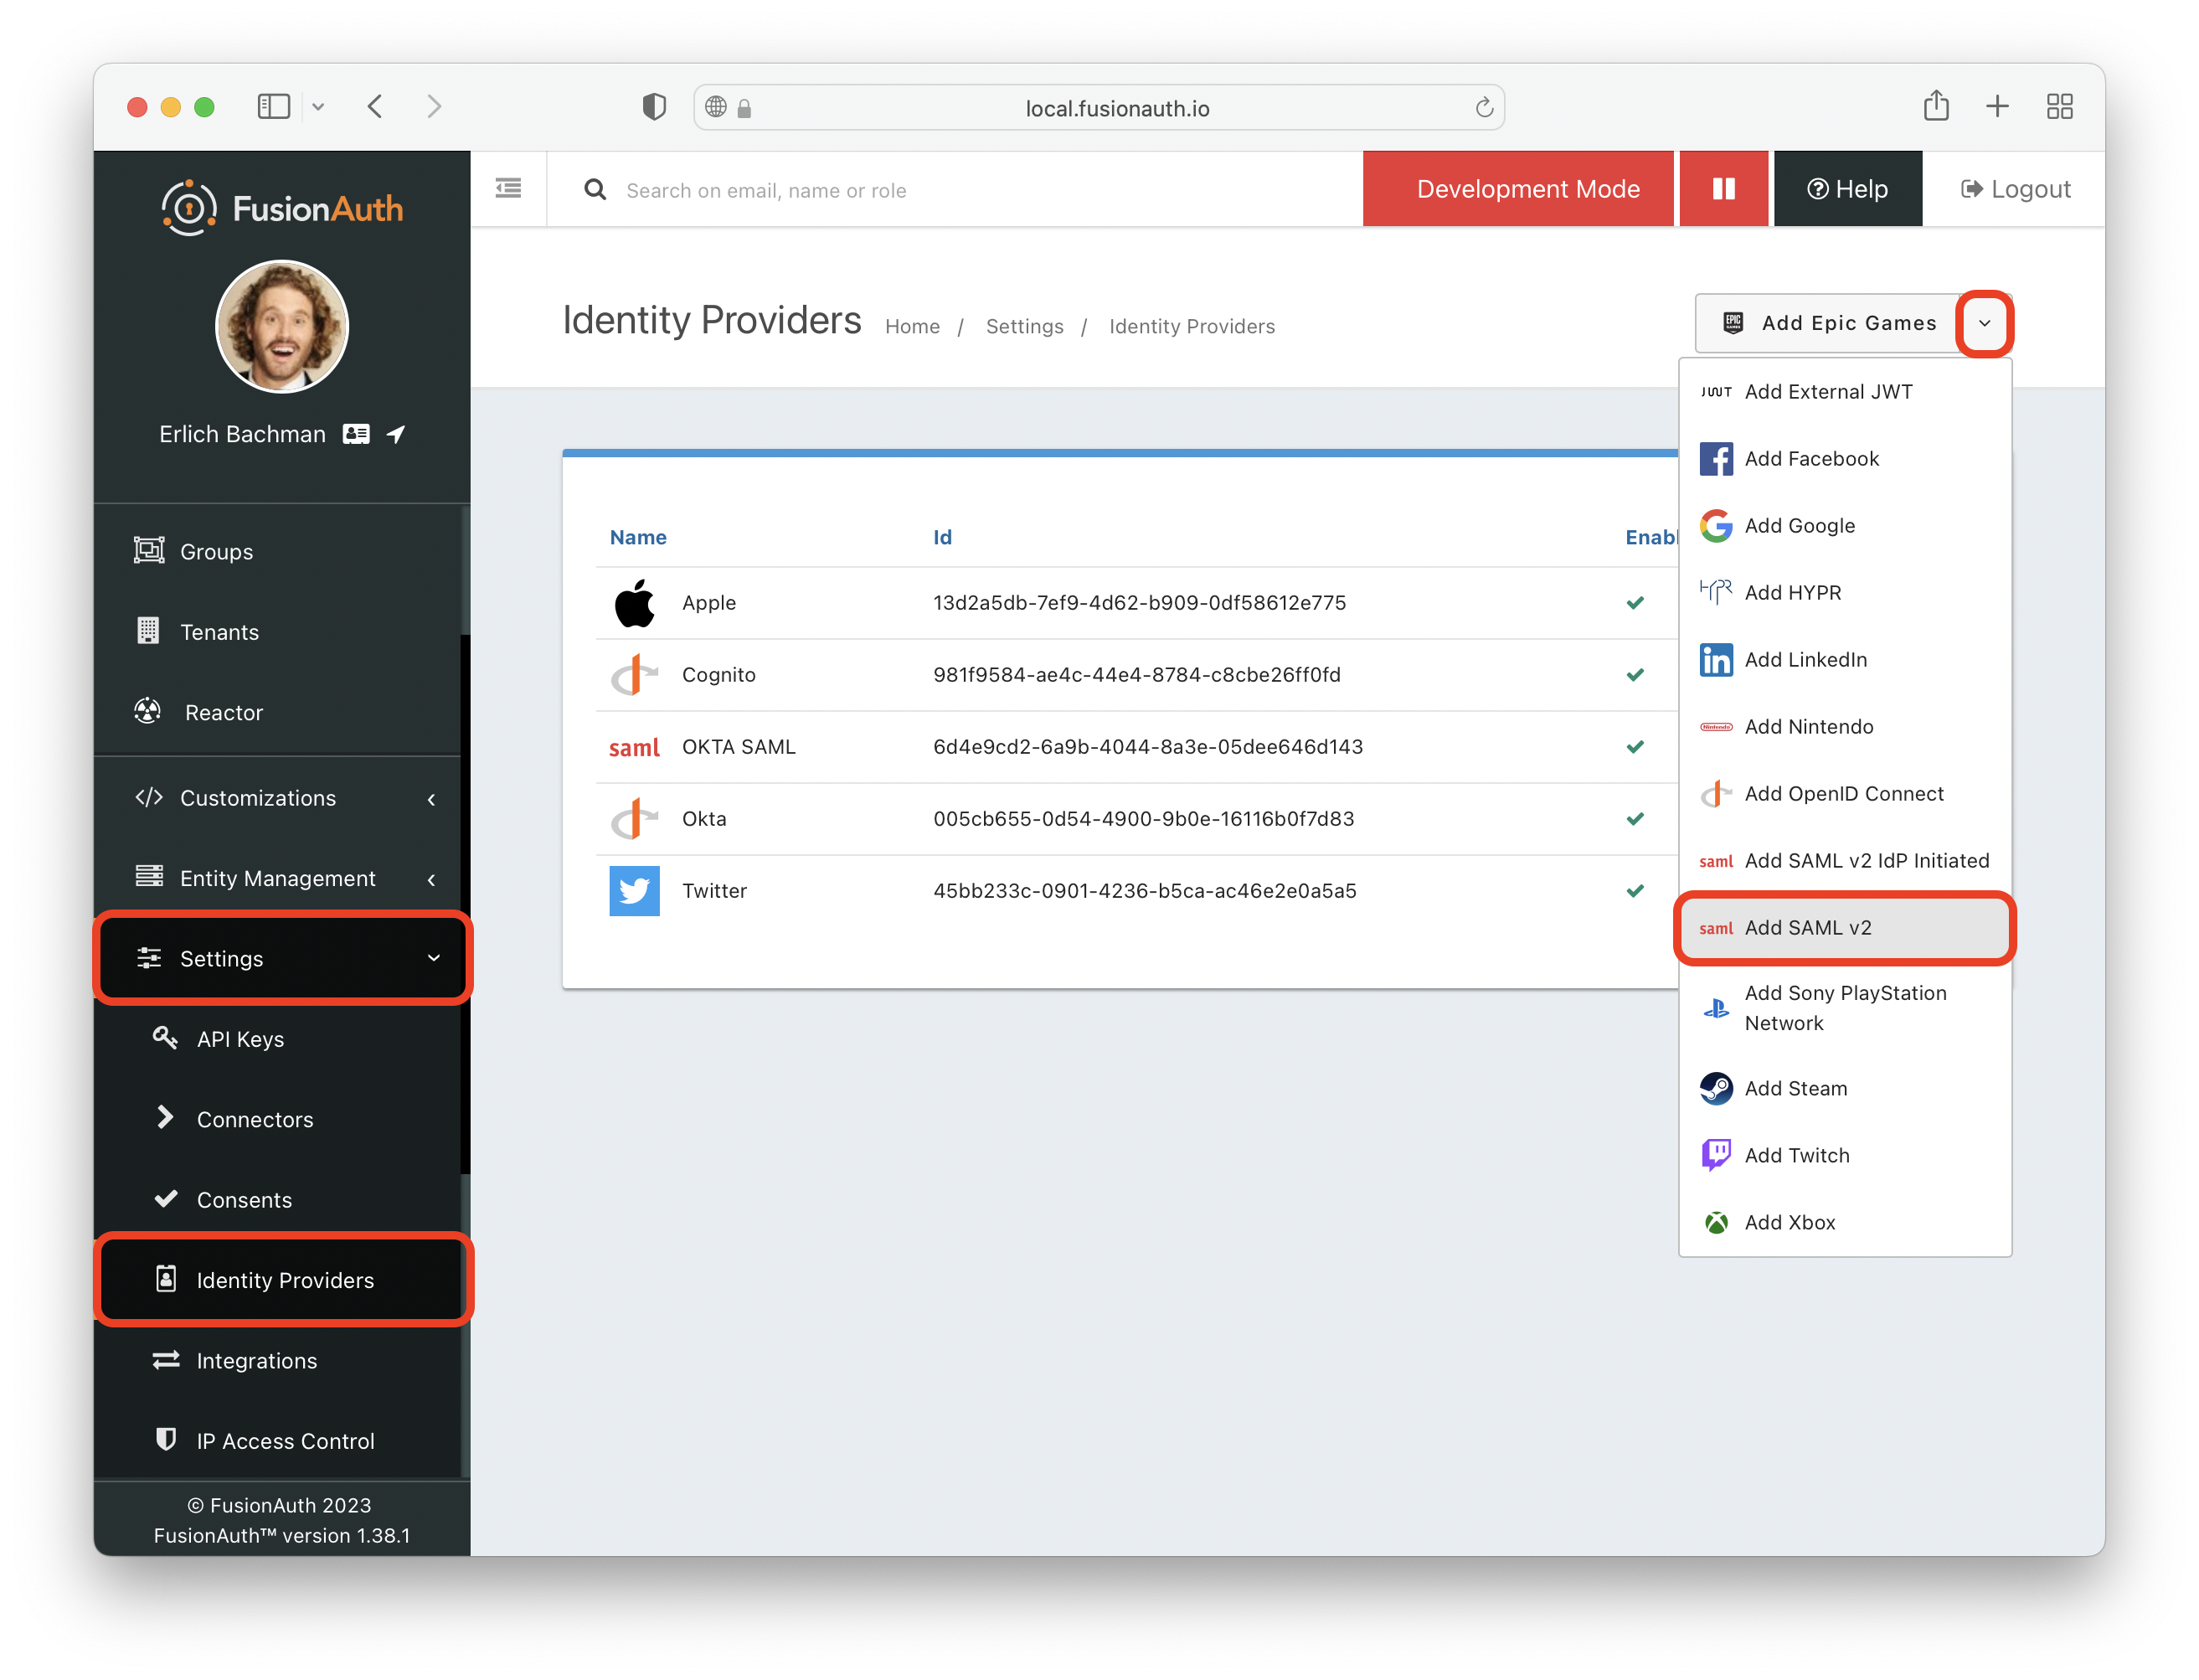 local.fusionauth.io
FusionAuth
Search on email, name or role
Development Mode
Help
Logout
Erlich Bachman
Groups
Tenants
Reactor
Customizations
Entity Management
Settings
API Keys
Connectors
Consents
Identity Providers
Integrations
IP Access Control
© FusionAuth 2023
FusionAuth™ version 1.38.1
Identity Providers Home / Settings / Identity Providers
EPIC GAMES Add Epic Games
Name Id Enabl
Apple 13d2a5db-7ef9-4d62-b909-0df58612e775
Cognito 981f9584-ae4c-44e4-8784-c8cbe26ff0fd
saml OKTA SAML 6d4e9cd2-6a9b-4044-8a3e-05dee646d143
Okta 005cb655-0d54-4900-9b0e-16116b0f7d83
Twitter 45bb233c-0901-4236-b5ca-ac46e2e0a5a5
JWT Add External JWT
Add Facebook
Add Google
HYPR Add HYPR
in Add LinkedIn
Nintendo Add Nintendo
Add OpenID Connect
saml Add SAML v2 IdP Initiated
saml Add SAML v2
Add Sony PlayStation
Network
Add Steam
Add Twitch
Add Xbox